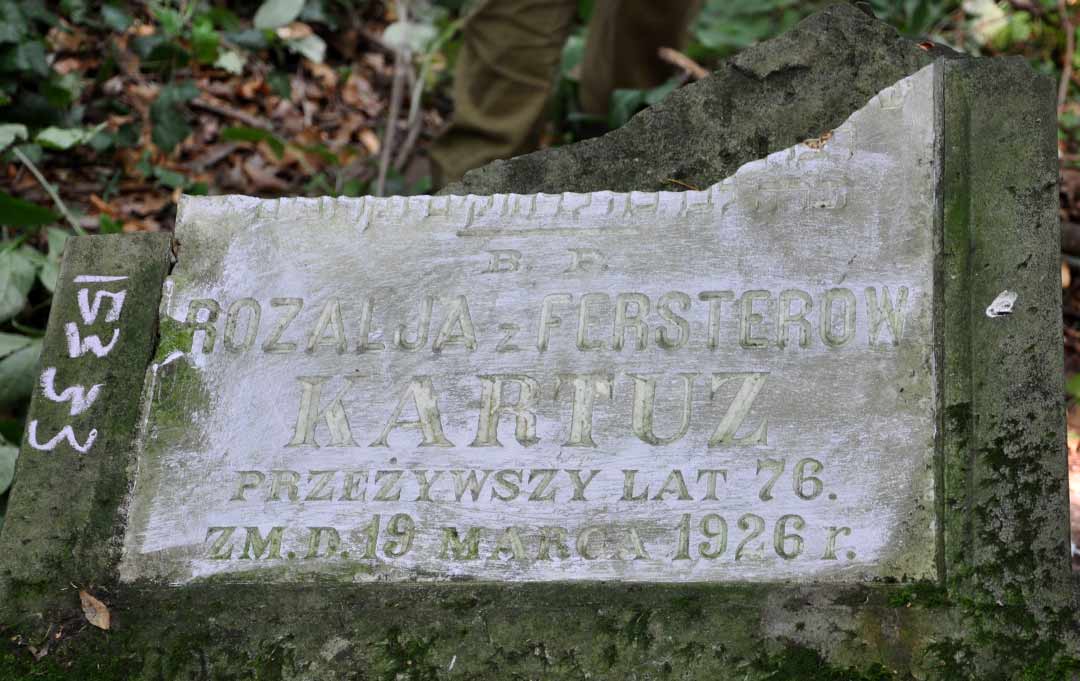 B. P.
ROZALJA z FERSTERÓW
KARTUZ
PRZEŻYWSZY LAT 76.
ZM. D. 19 MARCA 1926 r.